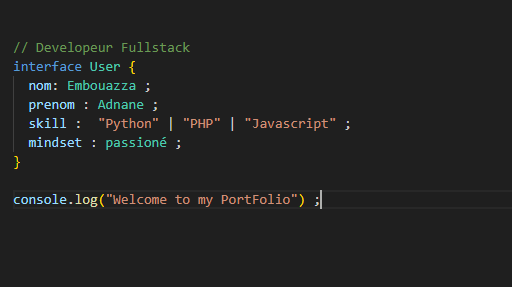 // Developeur Fullstack
interface User {
nom: Embouazza ;
prenom : Adnane ;
skill :  "Python" | "PHP" | "Javascript" ;
mindset : passioné ;
}
console.log("Welcome to my PortFolio") ;